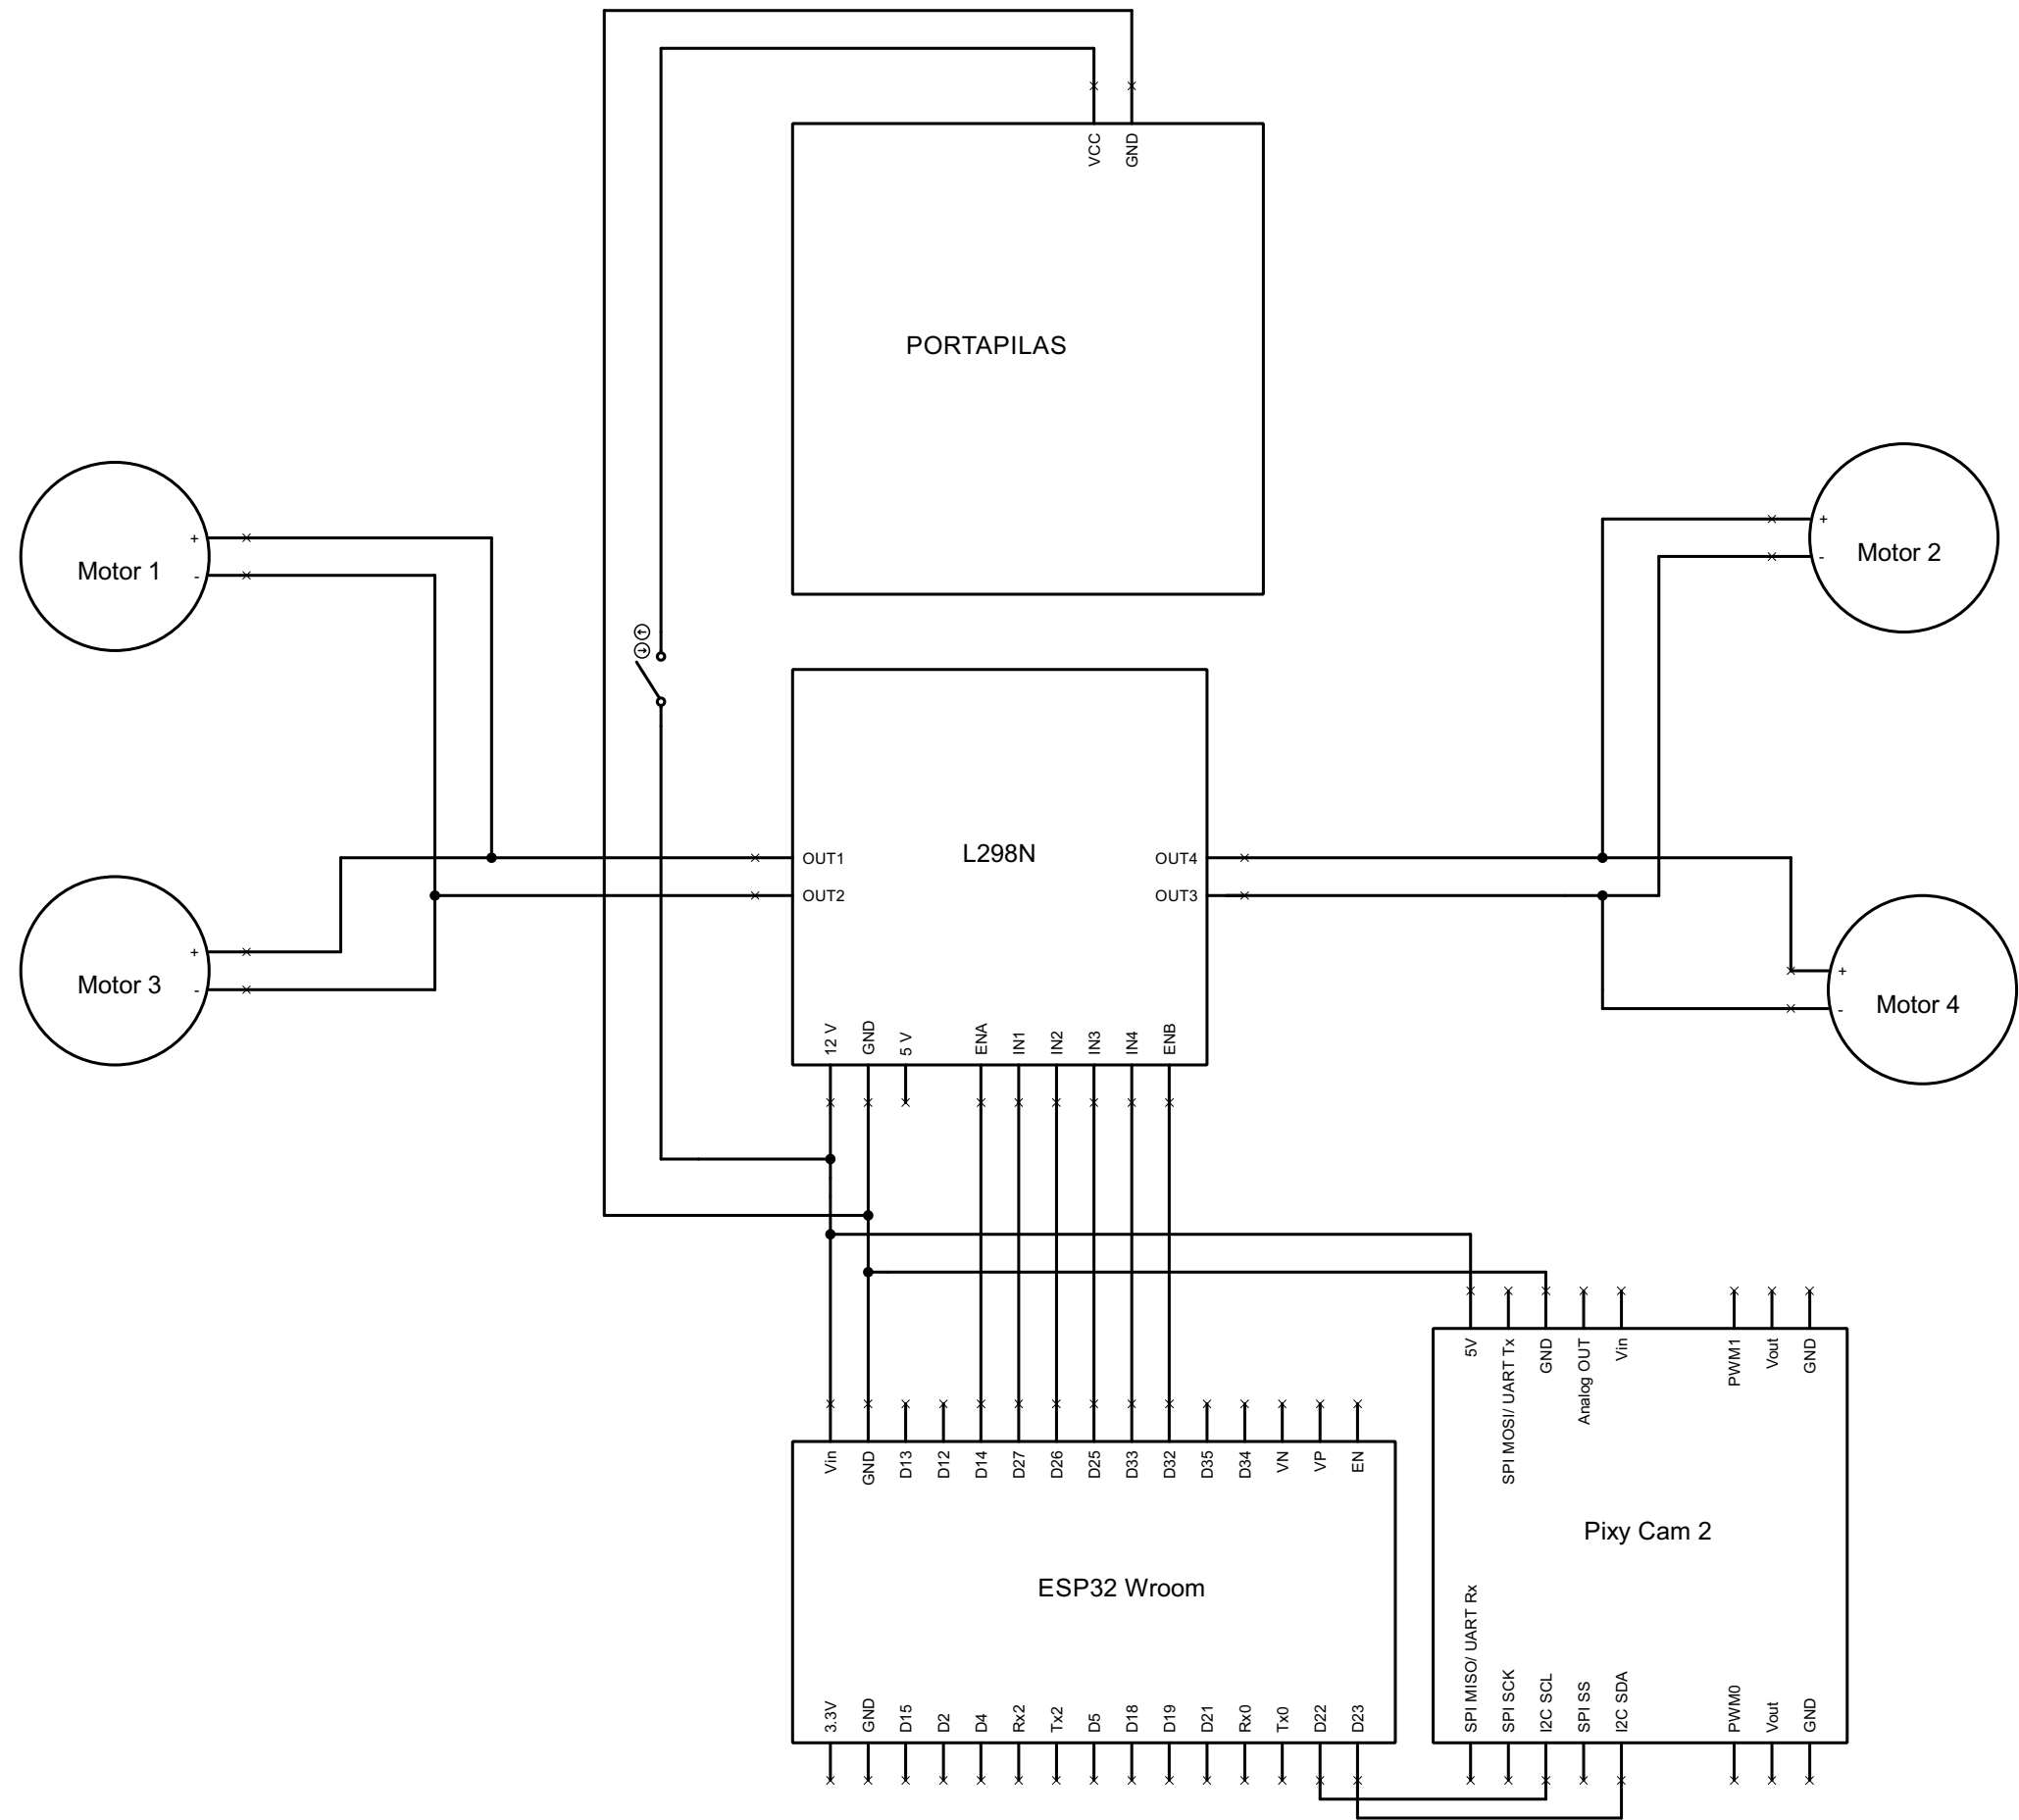 VCC
GND
PORTAPILAS
+
Motor 1
-
+
Motor 2
-
OUT1
L298N
OUT4
OUT2
OUT3
+
Motor 3
-
+
Motor 4
-
12 V
GND
5 V
ENA
IN1
IN2
IN3
IN4
ENB
5V
SPI MOSI/ UART Tx
GND
Analog OUT
Vin
PWM1
Vout
GND
Vin
GND
D13
D12
D14
D27
D26
D25
D33
D32
D35
D34
VN
VP
EN
Pixy Cam 2
ESP32 Wroom
3.3V
GND
D15
D2
D4
Rx2
Tx2
D5
D18
D19
D21
Rx0
Tx0
D22
D23
SPI MISO/ UART Rx
SPI SCK
I2C SCL
SPI SS
I2C SDA
PWM0
Vout
GND